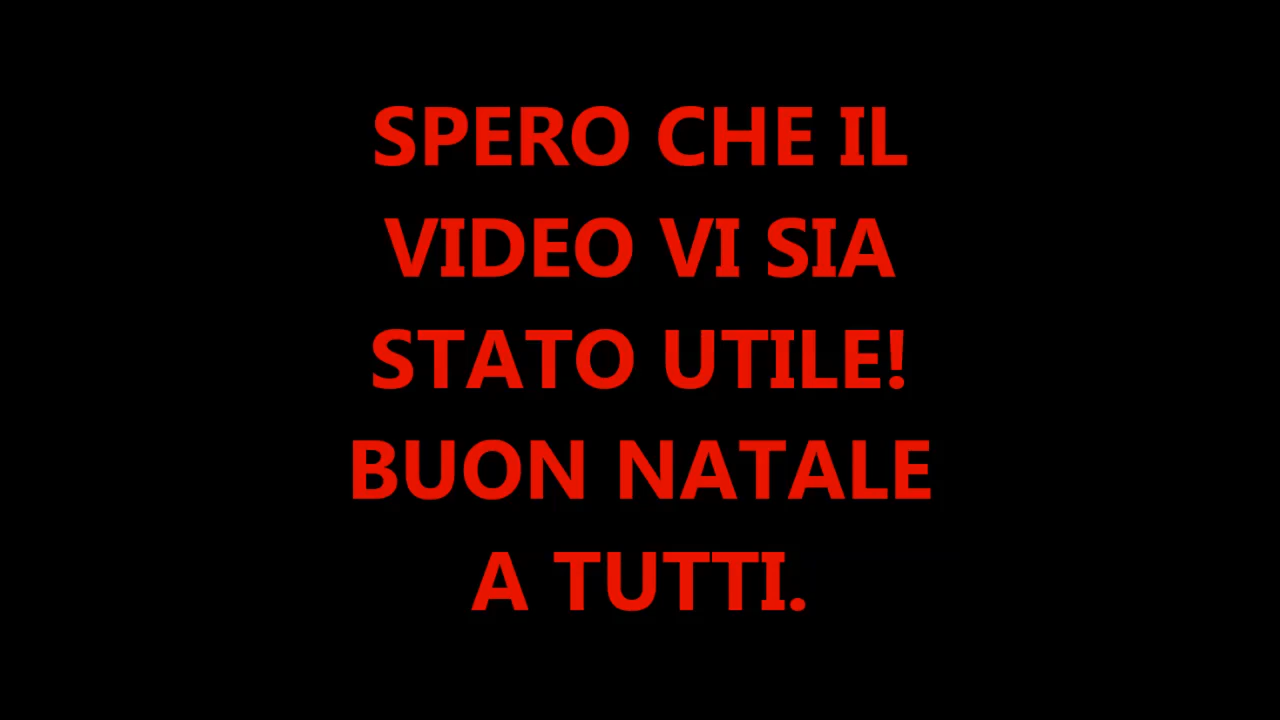 SPERO CHE IL
VIDEO VI SIA
STATO UTILE!
BUON NATALE
A TUTTI.